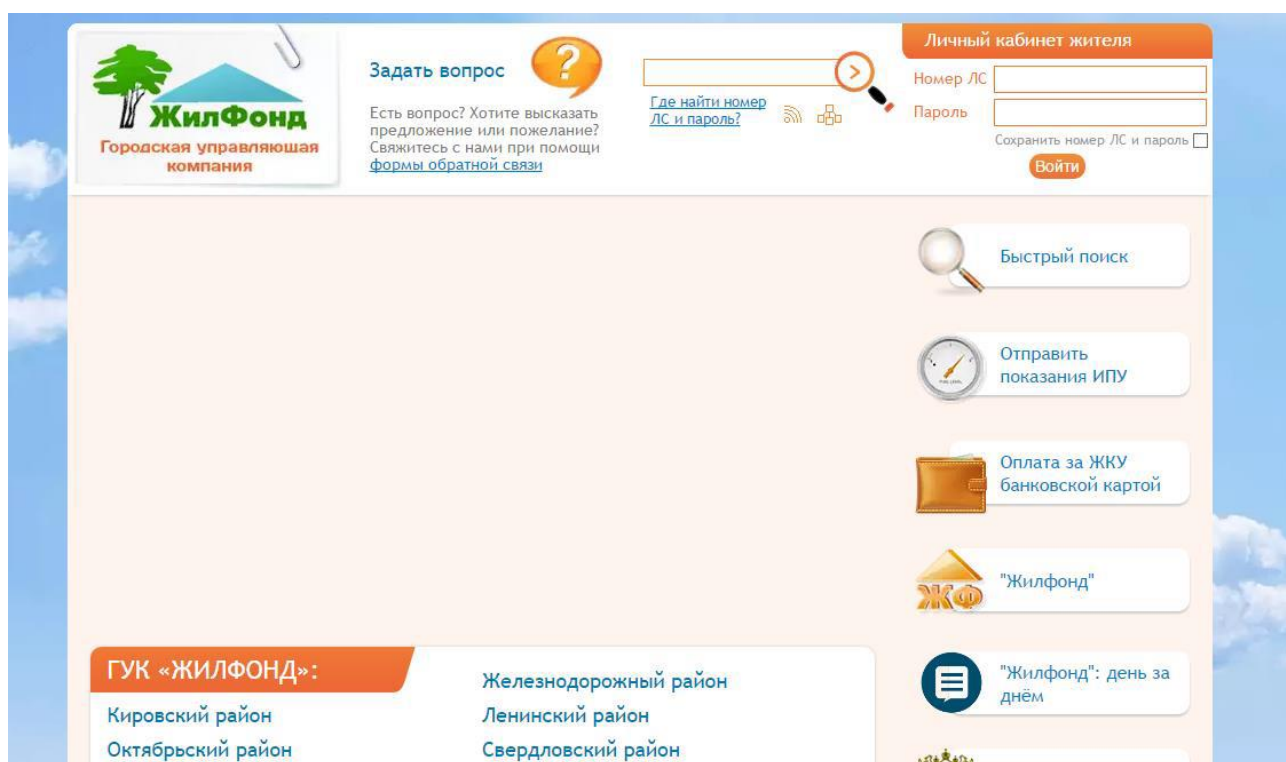 ЖилФонд
Городская управляющая
компания
Задать вопрос
?
Есть вопрос? Хотите высказать
предложение или пожелание?
Свяжитесь с нами при помощи
формы обратной связи
Где найти номер
ЛС и пароль?
Личный кабинет жителя
Номер ЛС
Пароль
Сохранить номер ЛС и пароль
Войти
Быстрый поиск
Отправить
показания ИПУ
Оплата за ЖКУ
банковской картой
ЖФ
"Жилфонд"
"Жилфонд": день за
днём
ГУК «ЖИЛФОНД»:
Железнодорожный район
Кировский район
Ленинский район
Октябрьский район
Свердловский район